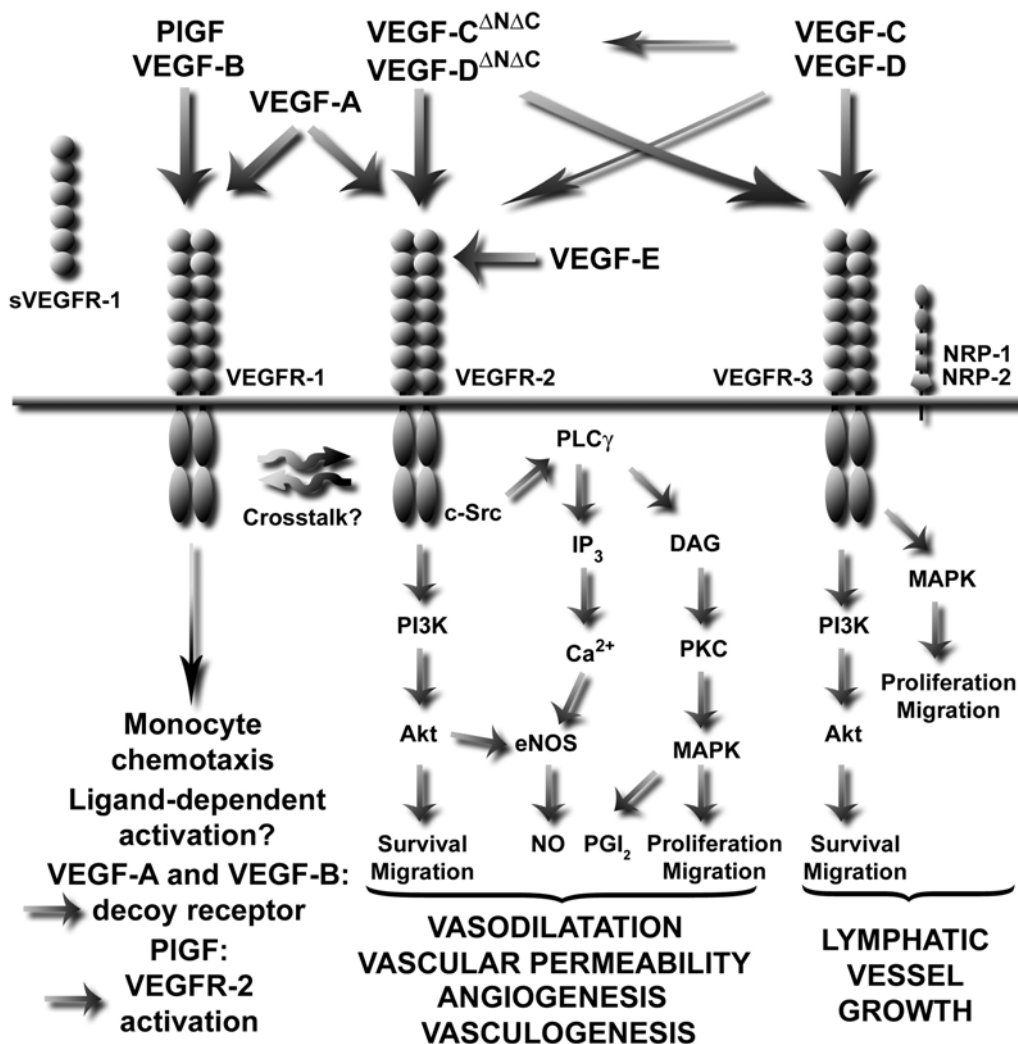 PlGF
VEGF-B
VEGF-A
VEGF-C^ΔNΔC
VEGF-D^ΔNΔC
VEGF-C
VEGF-D
sVEGFR-1
VEGF-E
VEGFR-1
VEGFR-2
VEGFR-3
NRP-1
NRP-2
Crosstalk?
c-Src
PLCγ
IP₃
DAG
PI3K
Ca²⁺
PKC
Akt
eNOS
MAPK
Survival
Migration
NO
PGI₂
Proliferation
Migration
MAPK
PI3K
Proliferation
Migration
Akt
Survival
Migration
Monocyte
chemotaxis
Ligand-dependent
activation?
VEGF-A and VEGF-B:
decoy receptor
PlGF:
VEGFR-2
activation
VASODILATATION
VASCULAR PERMEABILITY
ANGIOGENESIS
VASCULOGENESIS
LYMPHATIC
VESSEL
GROWTH